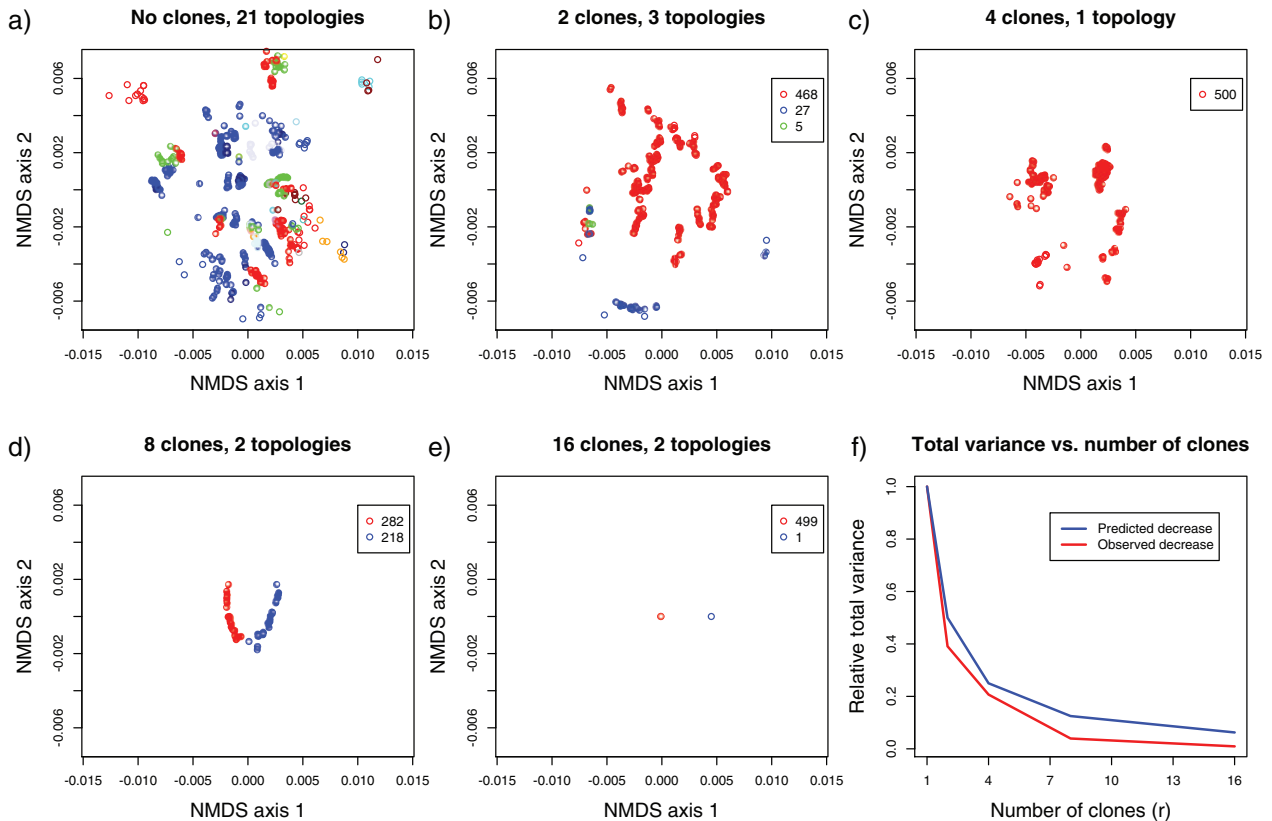 a)
No clones, 21 topologies
0.006
0.002
-0.002
-0.006
NMDS axis 2
-0.015
-0.010
-0.005
0.000
0.005
0.010
0.015
NMDS axis 1
b)
2 clones, 3 topologies
468
27
5
0.006
0.002
-0.002
-0.006
NMDS axis 2
-0.015
-0.010
-0.005
0.000
0.005
0.010
0.015
NMDS axis 1
c)
4 clones, 1 topology
500
0.006
0.002
-0.002
-0.006
NMDS axis 2
-0.015
-0.010
-0.005
0.000
0.005
0.010
0.015
NMDS axis 1
d)
8 clones, 2 topologies
282
218
0.006
0.002
-0.002
-0.006
NMDS axis 2
-0.015
-0.010
-0.005
0.000
0.005
0.010
0.015
NMDS axis 1
e)
16 clones, 2 topologies
499
1
0.006
0.002
-0.002
-0.006
NMDS axis 2
-0.015
-0.010
-0.005
0.000
0.005
0.010
0.015
NMDS axis 1
f)
Total variance vs. number of clones
Predicted decrease
Observed decrease
1.0
0.8
0.6
0.4
0.2
0.0
Relative total variance
1
4
7
10
13
16
Number of clones (r)